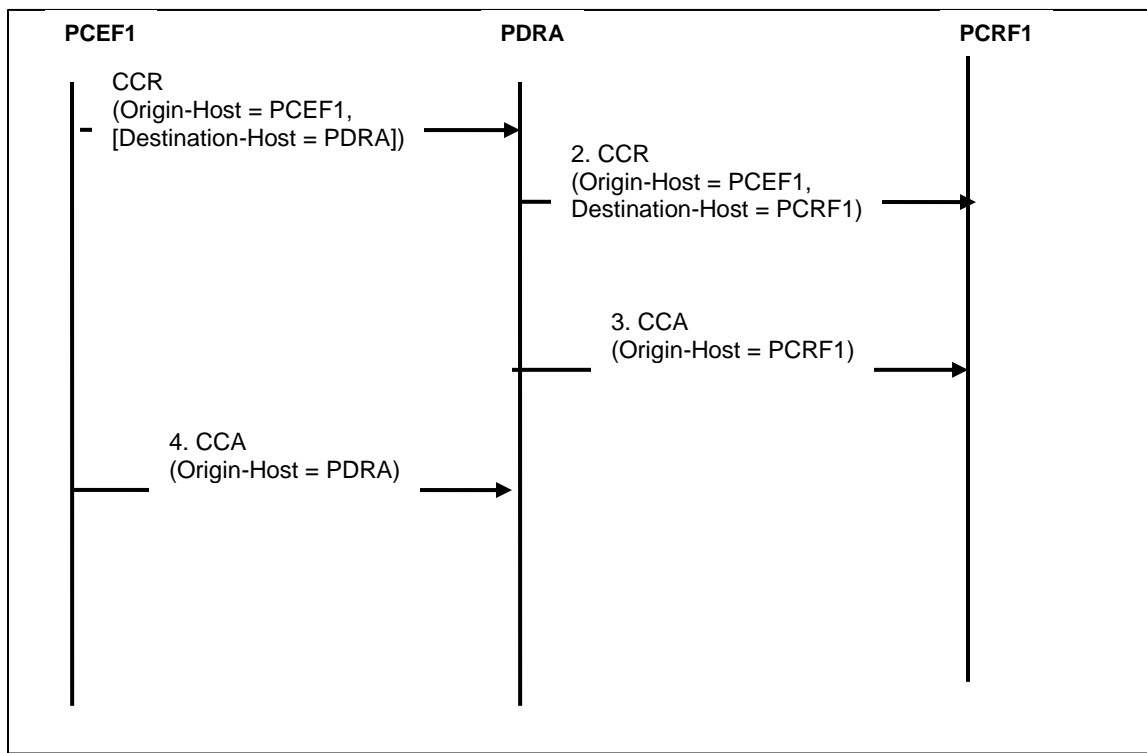 PCEF1
PDRA
PCRF1
CCR
(Origin-Host = PCEF1,
[Destination-Host = PDRA])
2. CCR
(Origin-Host = PCEF1,
Destination-Host = PCRF1)
3. CCA
(Origin-Host = PCRF1)
4. CCA
(Origin-Host = PDRA)